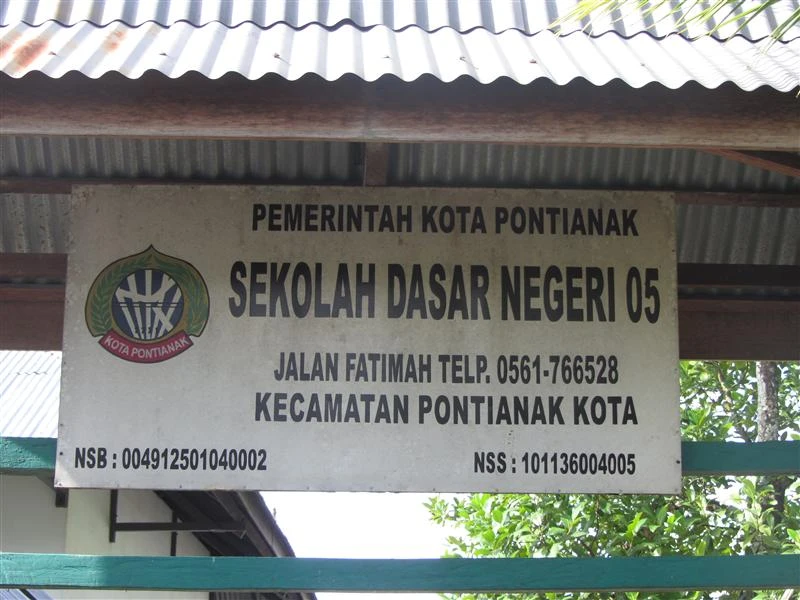 PEMERINTAH KOTA PONTIANAK
SEKOLAH DASAR NEGERI 05
KOTA PONTIANAK
JALAN FATIMAH TELP. 0561-766528
KECAMATAN PONTIANAK KOTA
NSB : 004912501040002
NSS : 101136004005